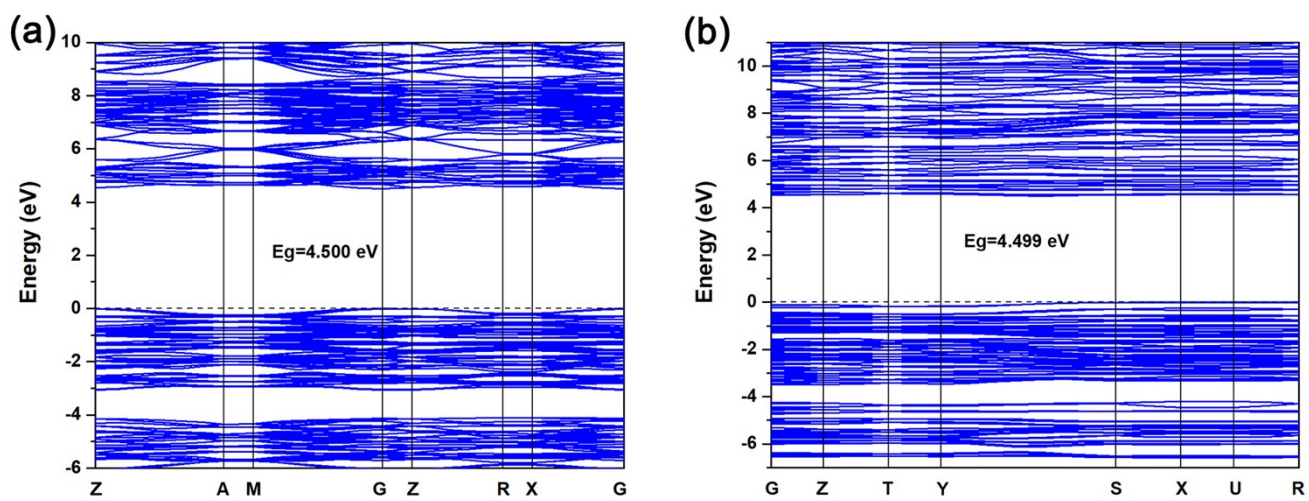 (a)
10
8
6
4
2
0
-2
-4
-6
Energy (eV)
Eg=4.500 eV
Z A M G Z R X G
(b)
10
8
6
4
2
0
-2
-4
-6
Energy (eV)
Eg=4.499 eV
G Z T Y S X U R